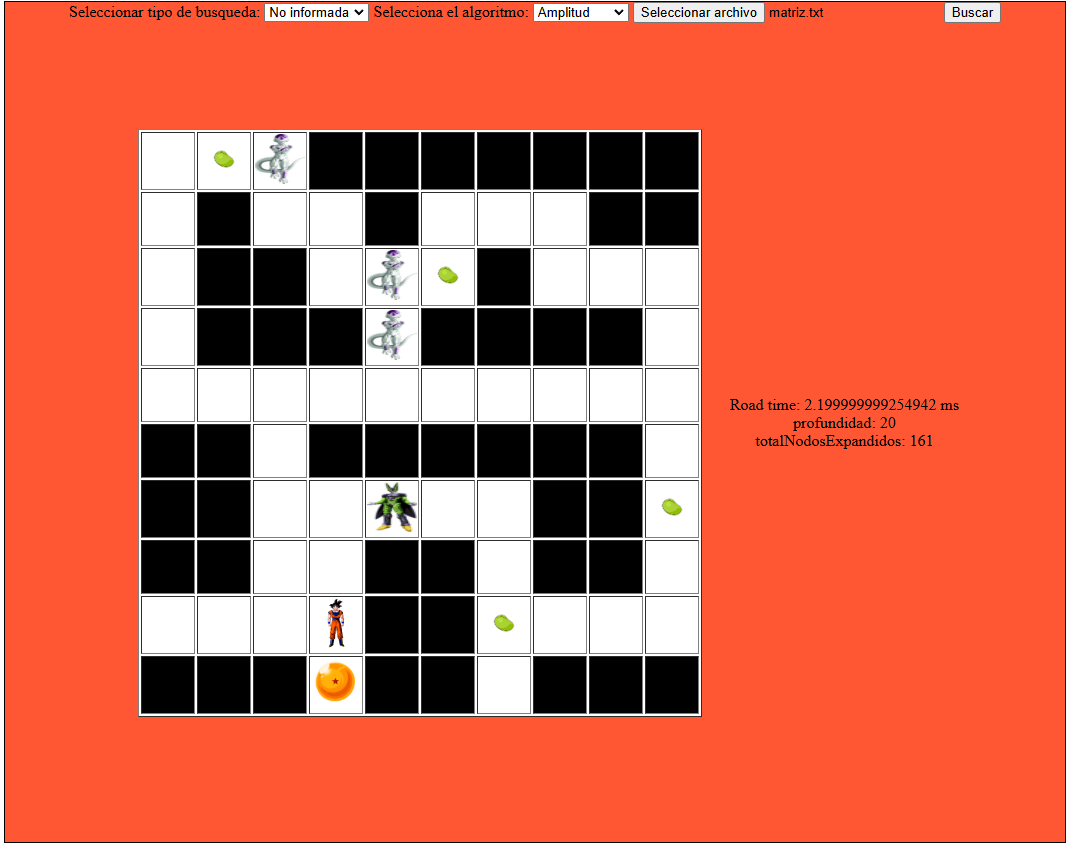 Seleccionar tipo de busqueda: No informada Selecciona el algoritmo: Amplitud Seleccionar archivo matriz.txt Buscar
Road time: 2.199999999254942 ms
profundidad: 20
totalNodosExpandidos: 161